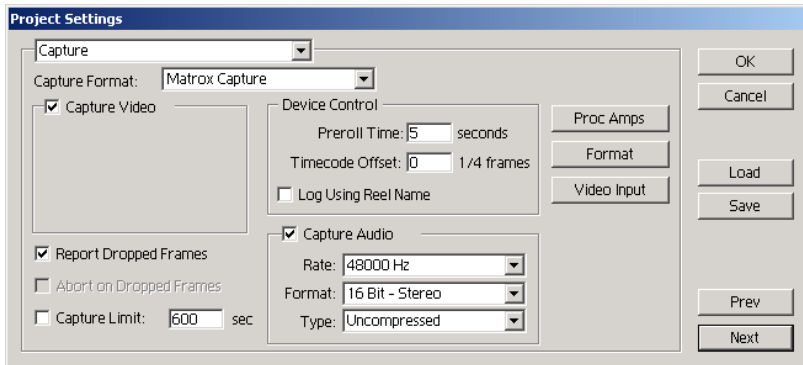 Project Settings
Capture
Capture Format: Matrox Capture
Capture Video
Report Dropped Frames
Abort on Dropped Frames
Capture Limit: 600 sec
Device Control
Preroll Time: 5 seconds
Timecode Offset: 0 1/4 frames
Log Using Reel Name
Capture Audio
Rate: 48000 Hz
Format: 16 Bit - Stereo
Type: Uncompressed
Proc Amps
Format
Video Input
OK
Cancel
Load
Save
Prev
Next